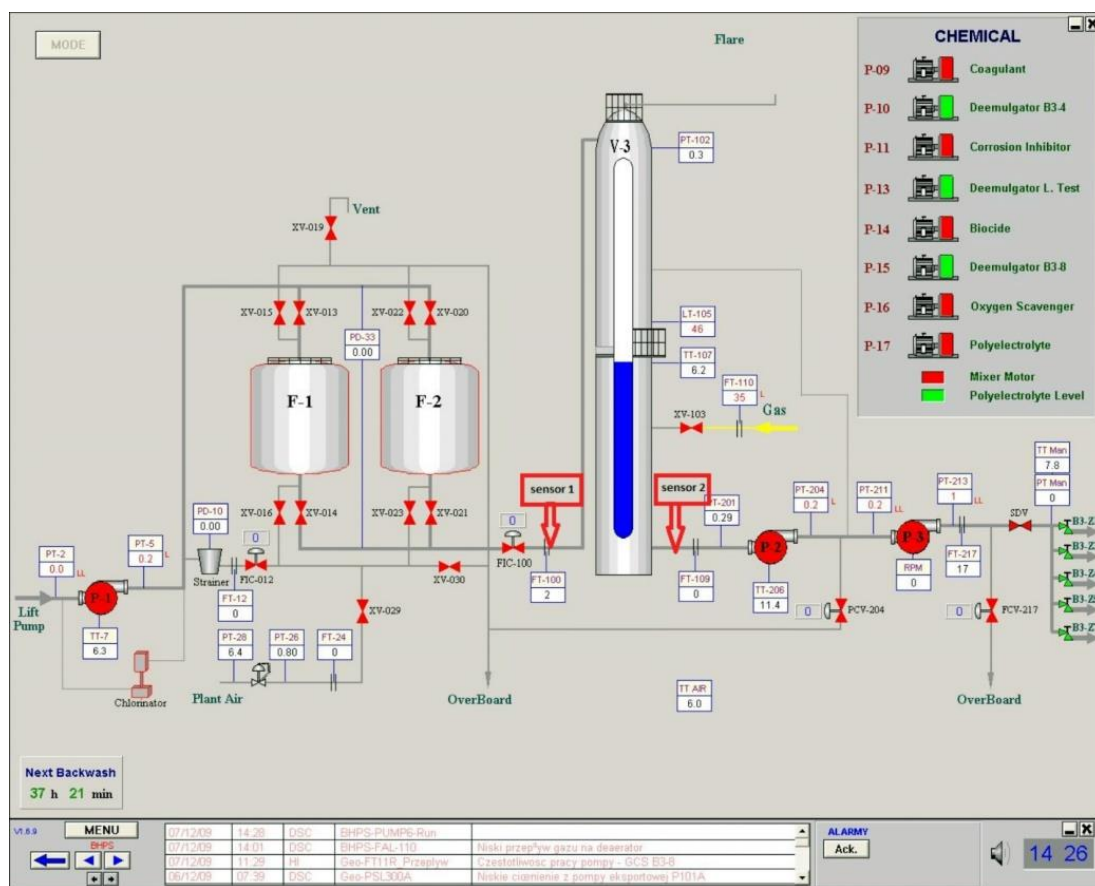 MODE
Flare
CHEMICAL
P-09 Coagulant
P-10 Deemulgator B3-4
P-11 Corrosion Inhibitor
P-13 Deemulgator L. Test
P-14 Biocide
P-15 Deemulgator B3-8
P-16 Oxygen Scavenger
P-17 Polyelectrolyte
Mixer Motor
Polyelectrolyte Level
V-3
PT-102
0.3
Vent
XV-019
XV-015
XV-013
XV-022
XV-020
PD-33
0.00
LT-105
46
TT-107
6.2
FT-110
35 L
Gas
XV-103
F-1
F-2
XV-016
XV-014
XV-023
XV-021
sensor 1
sensor 2
PD-10
0.00
Strainer
0
FIC-012
PT-2
0.0 LL
PT-5
0.2 L
P-1
Lift
Pump
TT-7
6.3
FT-12
0
XV-030
XV-029
0
FIC-100
FT-100
2
PT-28
6.4
PT-26
0.80
FT-24
0
Chlorinator
Plant Air
OverBoard
PT-201
0.29
FT-109
0
P-2
TT-206
11.4
PT-204
0.2 L
PT-211
0.2 LL
P-3
RPM
0
PT-213
1 LL
FT-217
17
TT Man
7.8
PT Man
0
SDV
0
PCV-204
0
FCV-217
OverBoard
TT AIR
6.0
Next Backwash
37 h 21 min
V1.6.9
MENU
BHPS
07/12/09 14:28 DSC BHPS-PUMP6-Run
07/12/09 14:01 DSC BHPS-FAL-110 Niski przep³yw gazu na deaerator
07/12/09 11:29 HI Geo-FT11R_Przeplyw Czestotliwosc pracy pompy - GCS B3-8
06/12/09 07:39 DSC Geo-PSL300A Niskie cisnienie z pompy eksportowej P101A
ALARMY
Ack.
14 26